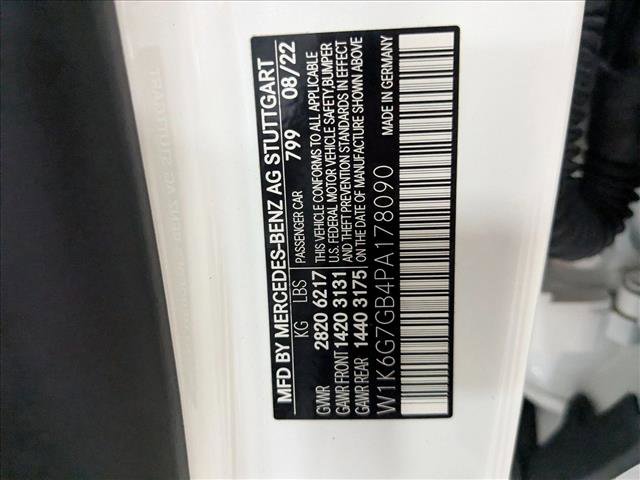 MFD BY MERCEDES-BENZ AG STUTTGART
KG LBS PASSENGER CAR 799 08/22
GVWR 2820 6217 THIS VEHICLE CONFORMS TO ALL APPLICABLE
U.S. FEDERAL MOTOR VEHICLE SAFETY,BUMPER
GAWR FRONT 1420 3131 AND THEFT PREVENTION STANDARDS IN EFFECT
GAWR REAR 1440 3175 ON THE DATE OF MANUFACTURE SHOWN ABOVE
W1K6G7GB4PA178090 MADE IN GERMANY